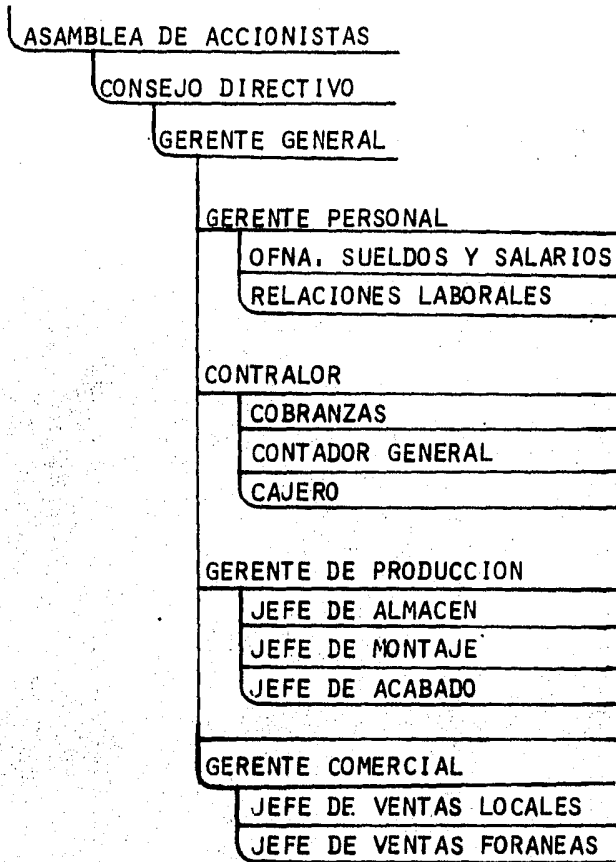 ASAMBLEA DE ACCIONISTAS
CONSEJO DIRECTIVO
GERENTE GENERAL
GERENTE PERSONAL
OFNA. SUELDOS Y SALARIOS
RELACIONES LABORALES
CONTRALOR
COBRANZAS
CONTADOR GENERAL
CAJERO
GERENTE DE PRODUCCION
JEFE DE ALMACEN
JEFE DE MONTAJE
JEFE DE ACABADO
GERENTE COMERCIAL
JEFE DE VENTAS LOCALES
JEFE DE VENTAS FORANEAS